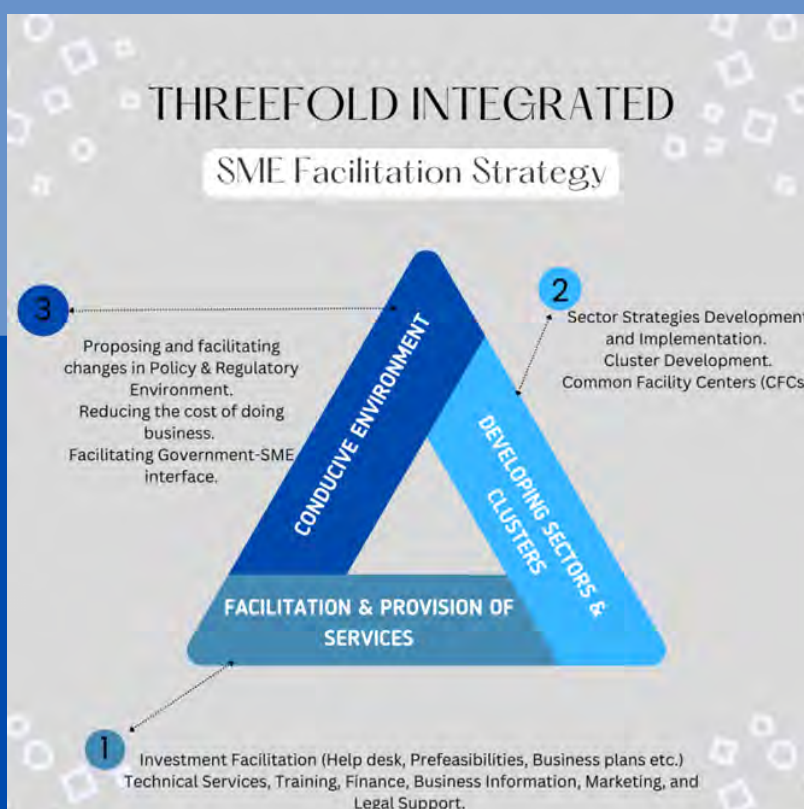 THREEFOLD INTEGRATED
SME Facilitation Strategy
3
Proposing and facilitating
changes in Policy & Regulatory
Environment.
Reducing the cost of doing
business.
Facilitating Government-SME
interface.
CONDUCIVE ENVIRONMENT
2
Sector Strategies Development
and Implementation.
Cluster Development.
Common Facility Centers (CFCs
DEVELOPING SECTORS &
CLUSTERS
FACILITATION & PROVISION OF
SERVICES
1
Investment Facilitation (Help desk, Prefeasibilities, Business plans etc.)
Technical Services, Training, Finance, Business Information, Marketing, and
Legal Support.